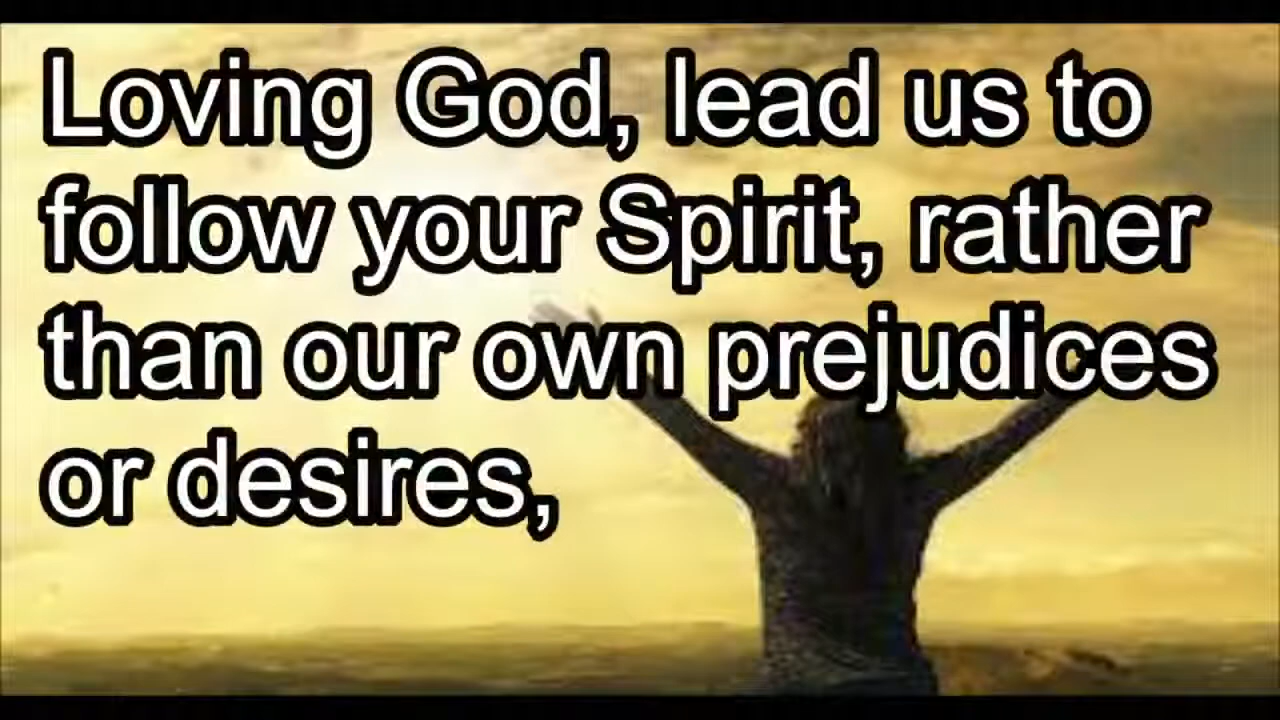 Loving God, lead us to
follow your Spirit, rather
than our own prejudices
or desires,